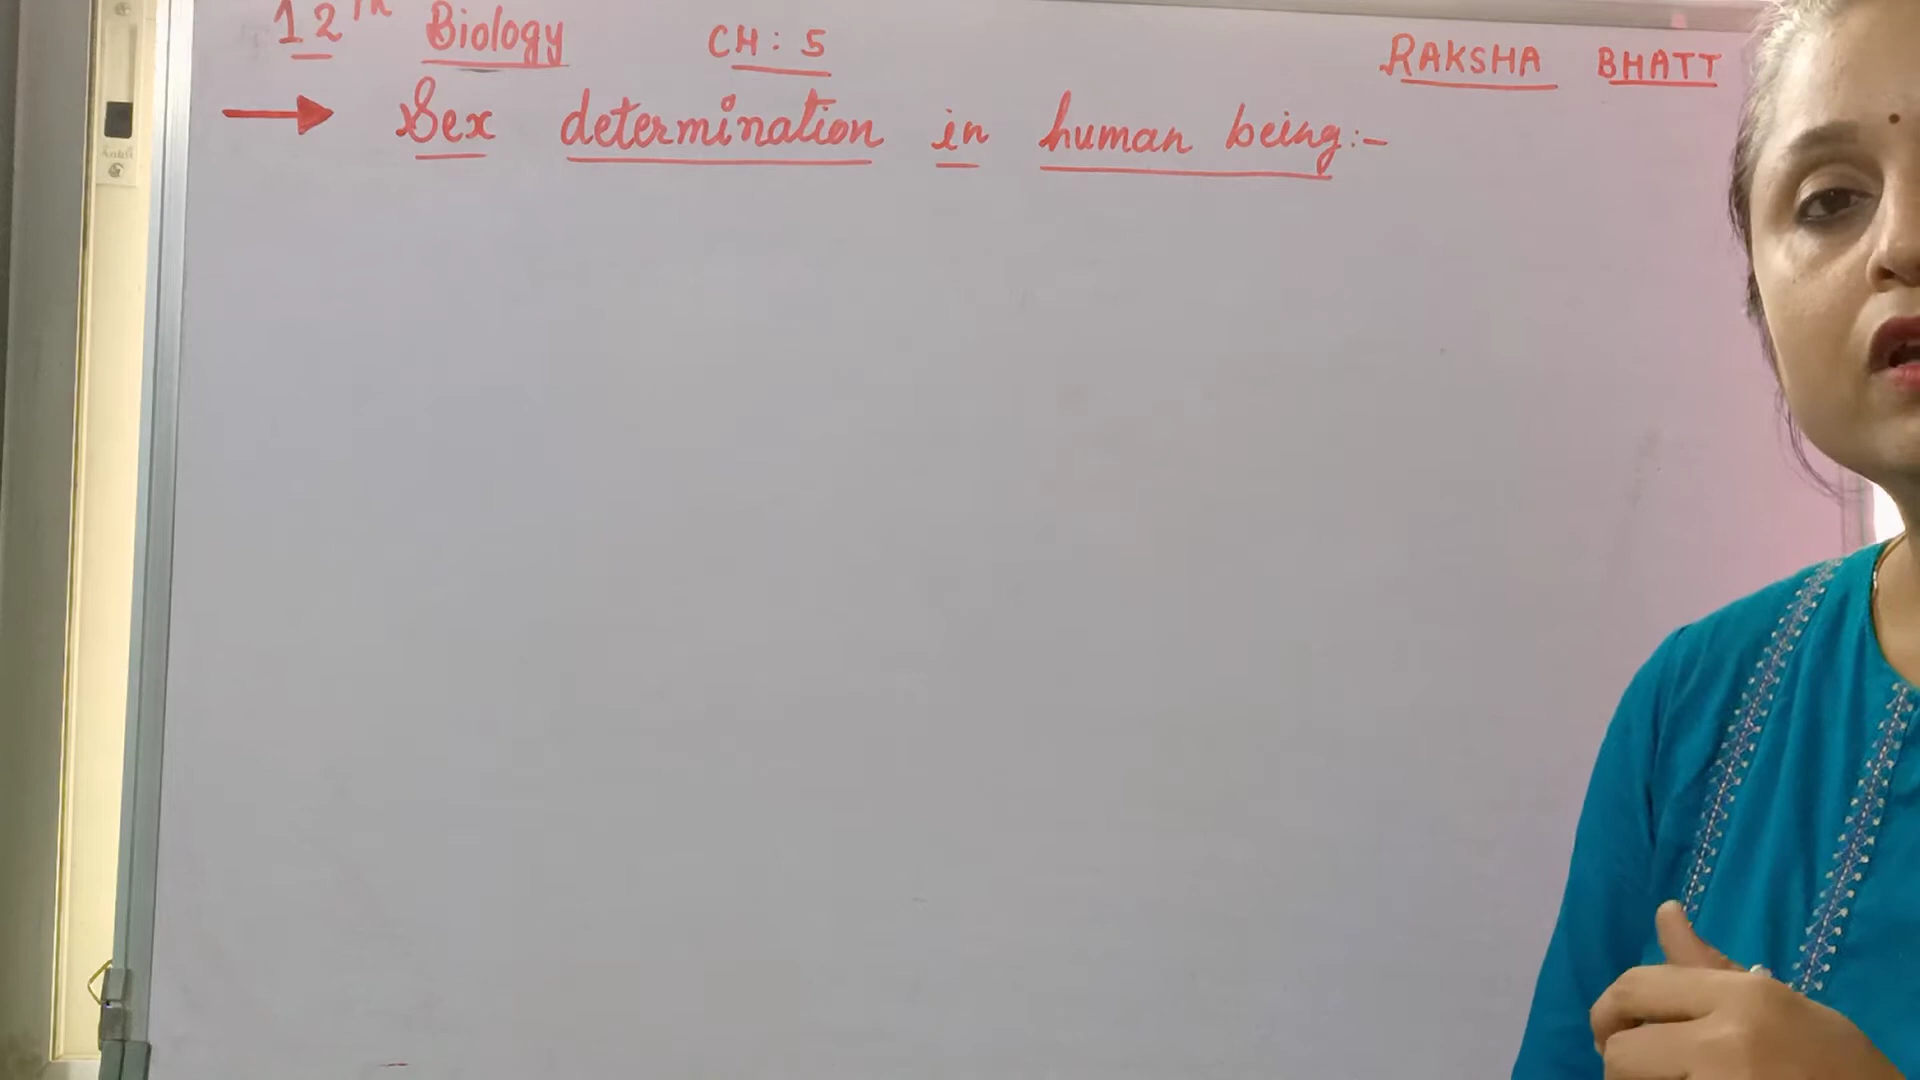 12th Biology CH: 5 RAKSHA BHATT
→ Sex determination in human being:-